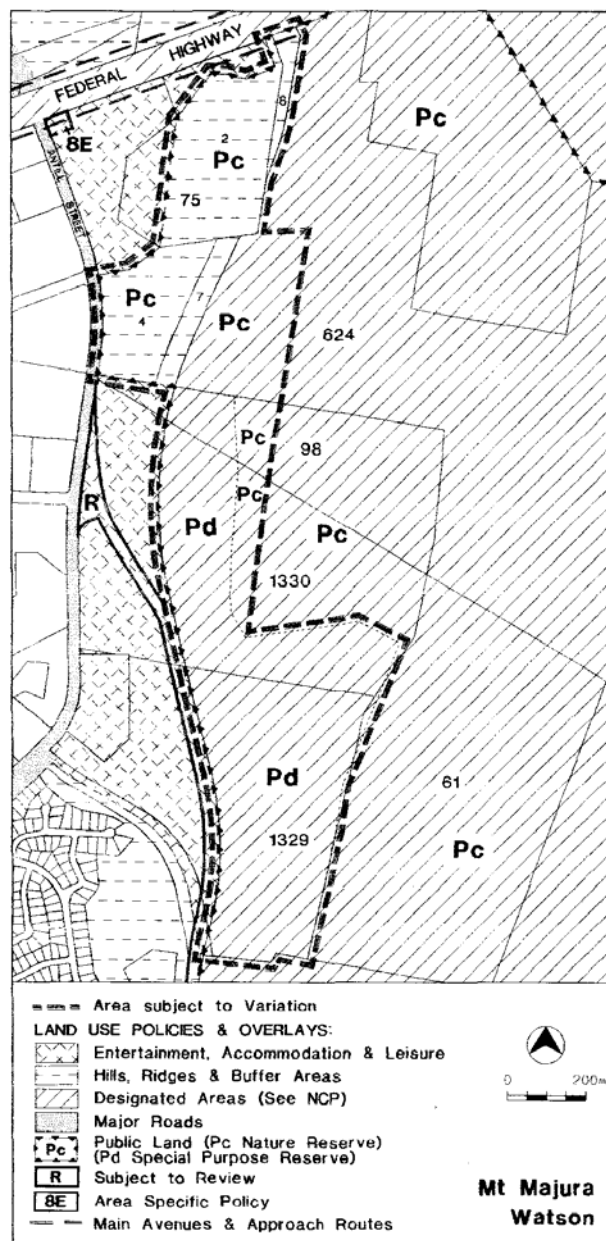 FEDERAL HIGHWAY
8E
ANTILL STREET
8
2
Pc
Pc
75
Pc
4
7
Pc
624
Pc
98
R
Pc
Pd
Pc
1330
Pd
1329
61
Pc
Area subject to Variation
LAND USE POLICIES & OVERLAYS:
Entertainment, Accommodation & Leisure
Hills, Ridges & Buffer Areas
Designated Areas (See NCP)
Major Roads
Pc Public Land (Pc Nature Reserve)
(Pd Special Purpose Reserve)
R Subject to Review
8E Area Specific Policy
Main Avenues & Approach Routes
0 200m
Mt Majura
Watson